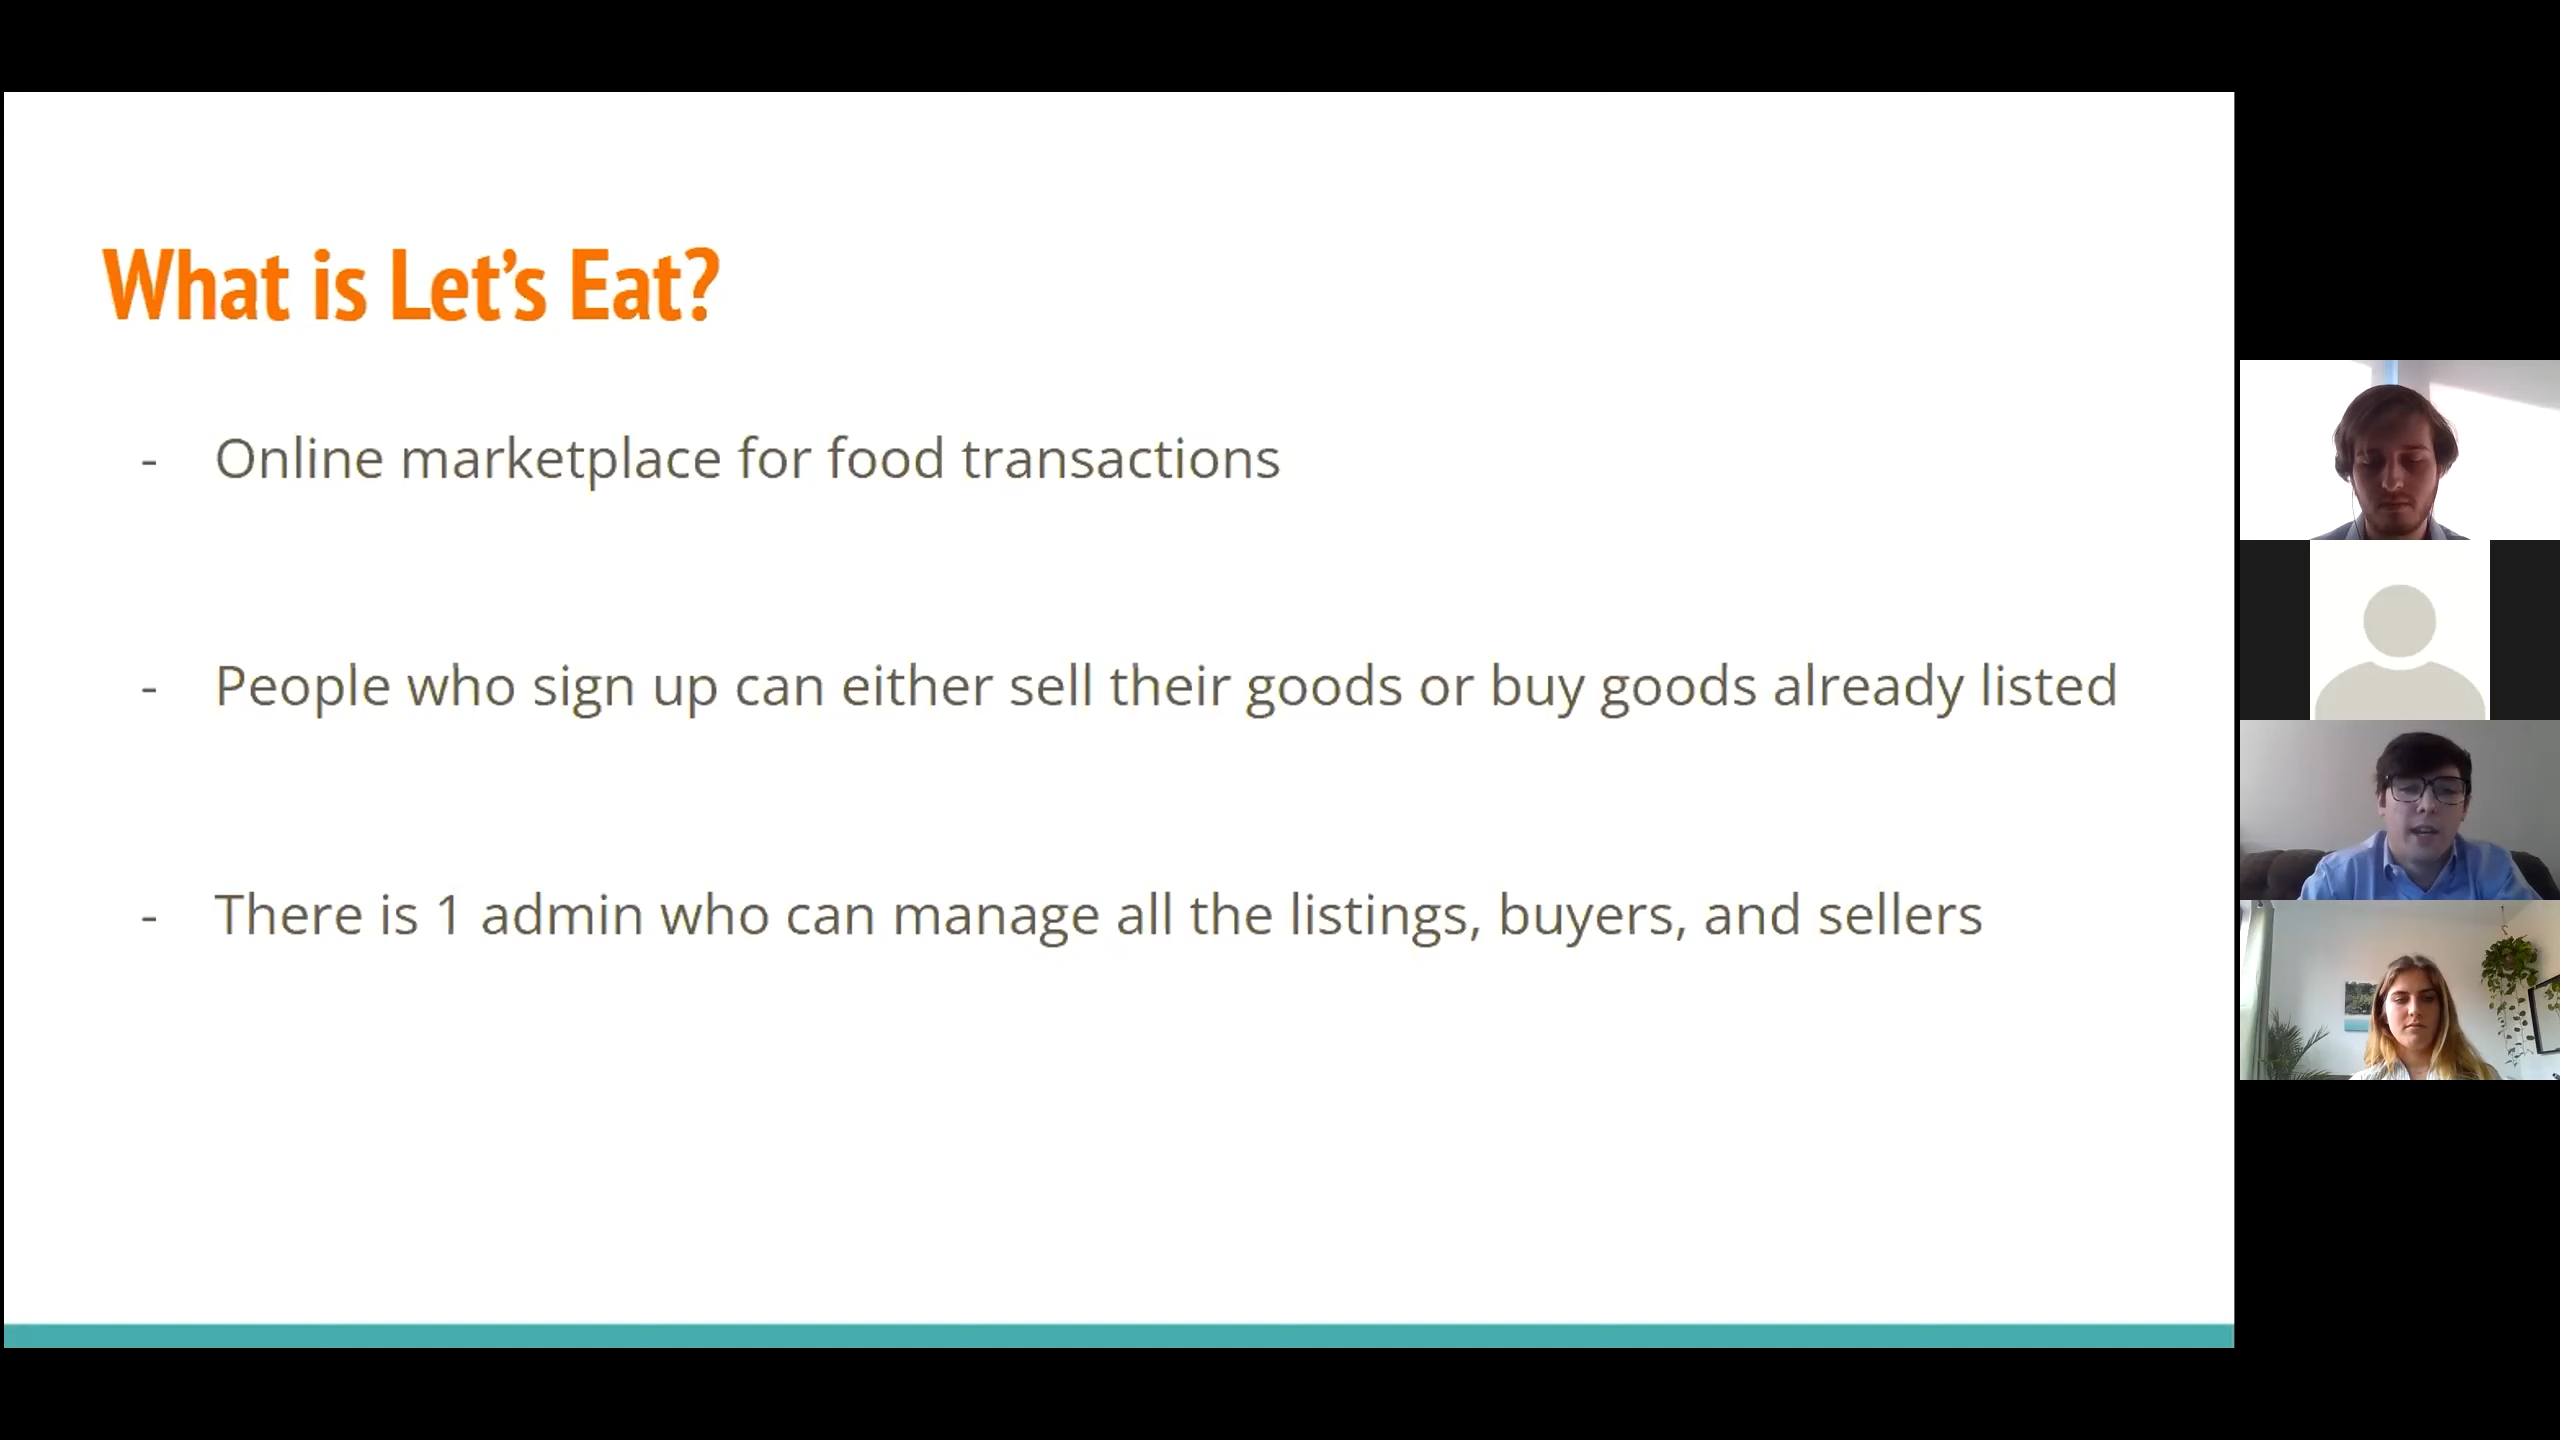 What is Let’s Eat?
- Online marketplace for food transactions
- People who sign up can either sell their goods or buy goods already listed
- There is 1 admin who can manage all the listings, buyers, and sellers